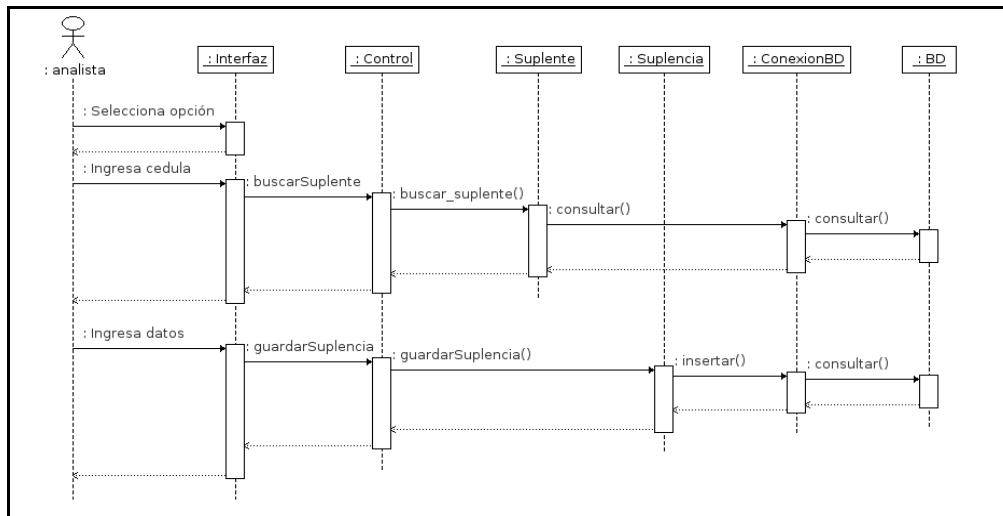 : analista
: Interfaz
: Control
: Suplente
: Suplencia
: ConexionBD
: BD
: Selecciona opción
: Ingresa cedula
: buscarSuplente
: buscar_suplente()
: consultar()
: consultar()
: Ingresa datos
: guardarSuplencia
: guardarSuplencia()
: insertar()
: consultar()